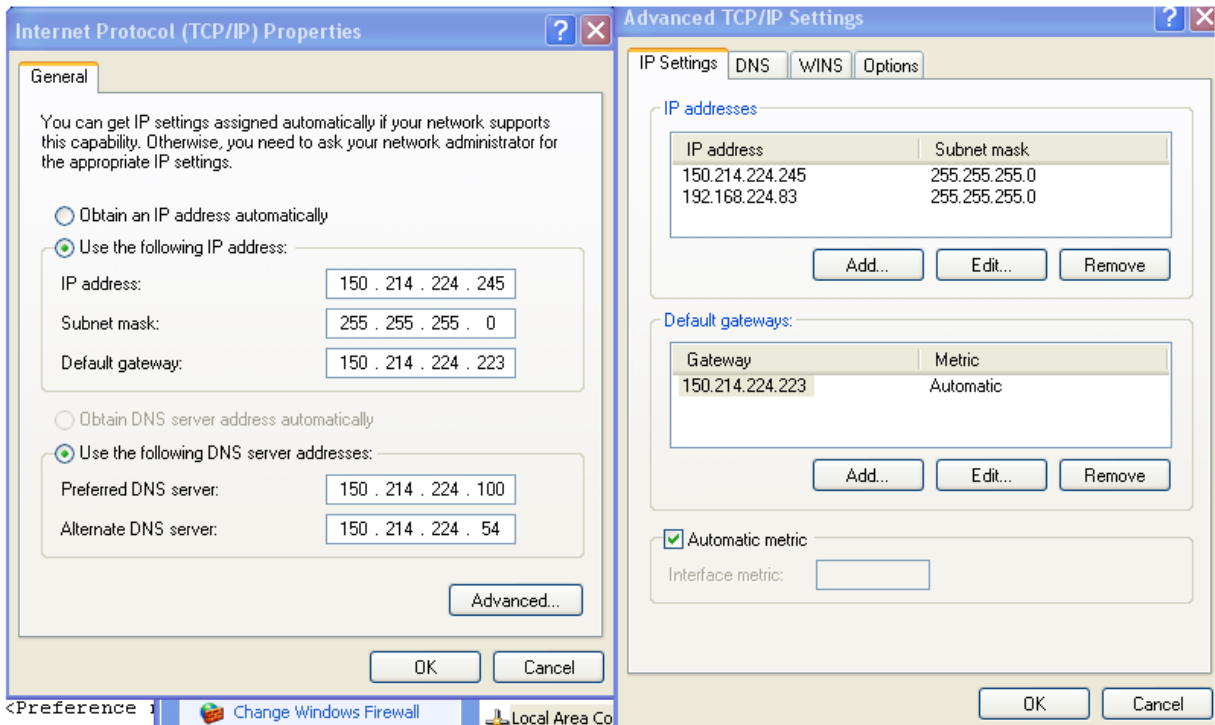 Internet Protocol (TCP/IP) Properties
General
You can get IP settings assigned automatically if your network supports
this capability. Otherwise, you need to ask your network administrator for
the appropriate IP settings.
Obtain an IP address automatically
Use the following IP address:
IP address: 150 . 214 . 224 . 245
Subnet mask: 255 . 255 . 255 . 0
Default gateway: 150 . 214 . 224 . 223
Obtain DNS server address automatically
Use the following DNS server addresses:
Preferred DNS server: 150 . 214 . 224 . 100
Alternate DNS server: 150 . 214 . 224 . 54
Advanced...
OK Cancel
<Preference
Change Windows Firewall
Local Area Co
Advanced TCP/IP Settings
IP Settings DNS WINS Options
IP addresses
IP address Subnet mask
150.214.224.245 255.255.255.0
192.168.224.83 255.255.255.0
Add... Edit... Remove
Default gateways:
Gateway Metric
150.214.224.223 Automatic
Add... Edit... Remove
Automatic metric
Interface metric:
OK Cancel